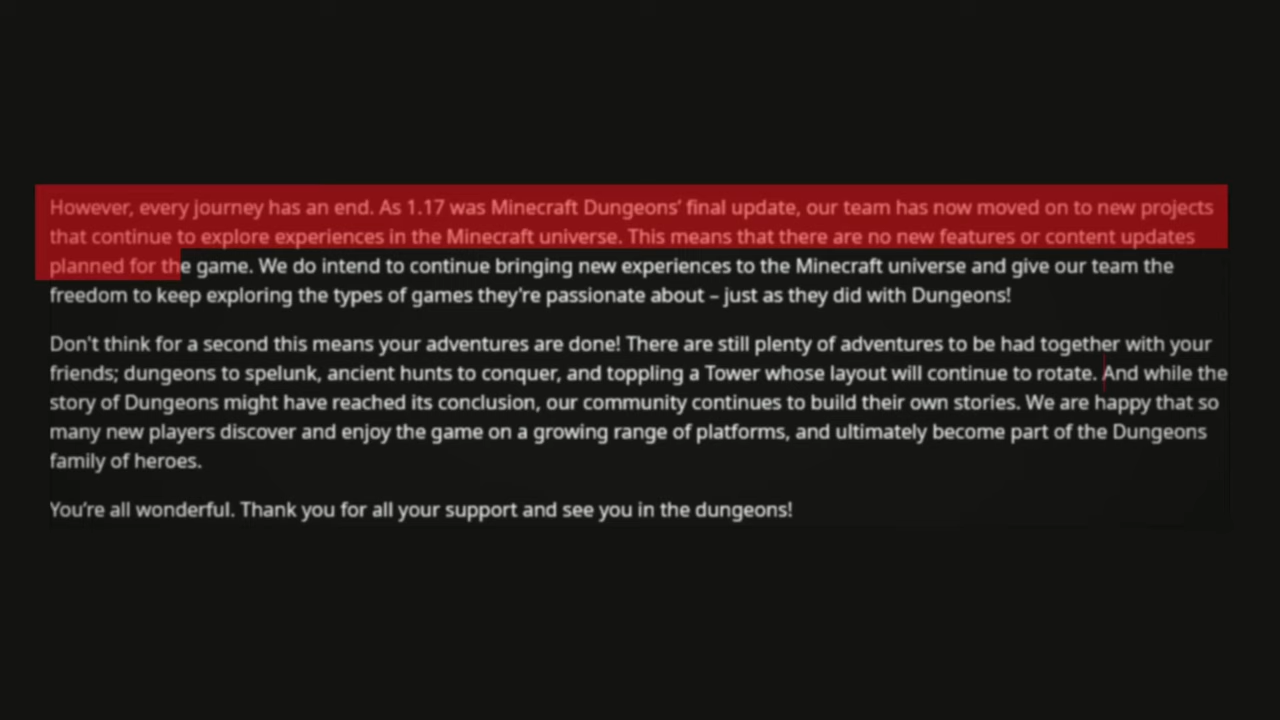 However, every journey has an end. As 1.17 was Minecraft Dungeons’ final update, our team has now moved on to new projects
that continue to explore experiences in the Minecraft universe. This means that there are no new features or content updates
planned for the game. We do intend to continue bringing new experiences to the Minecraft universe and give our team the
freedom to keep exploring the types of games they're passionate about – just as they did with Dungeons!
Don't think for a second this means your adventures are done! There are still plenty of adventures to be had together with your
friends; dungeons to spelunk, ancient hunts to conquer, and toppling a Tower whose layout will continue to rotate. And while the
story of Dungeons might have reached its conclusion, our community continues to build their own stories. We are happy that so
many new players discover and enjoy the game on a growing range of platforms, and ultimately become part of the Dungeons
family of heroes.
You’re all wonderful. Thank you for all your support and see you in the dungeons!